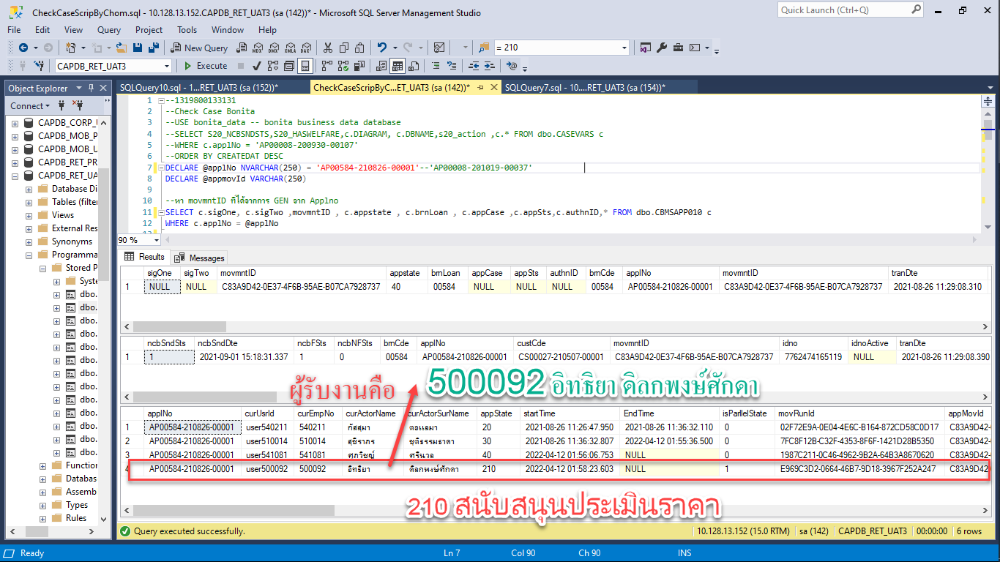 CheckCaseScripByChom.sql - 10.128.13.152.CAPDB_RET_UAT3 (sa (142))* - Microsoft SQL Server Management Studio
Quick Launch (Ctrl+Q)
File Edit View Query Project Tools Window Help
New Query MDX DMX XMLA DAX = 210
CAPDB_RET_UAT3 Execute
Object Explorer
SQLQuery10.sql - 1...RET_UAT3 (sa (152))* CheckCaseScripByC...ET_UAT3 (sa (142))* SQLQuery7.sql - 10....RET_UAT3 (sa (154))*
Connect
CAPDB_CORP_U
CAPDB_MOB_P
CAPDB_MOB_U
CAPDB_RET_PR
CAPDB_RET_UA
Database Di
Tables (filter
Views
External Res
Synonyms
Programma
Stored P
Syste
dbo.
dbo.
dbo.
dbo.
dbo.
dbo.
dbo.
dbo.
dbo.
dbo.
dbo.
dbo.
dbo.
Function
Databas
Assemb
Types
Rules
1 --1319800133131
2 --Check Case Bonita
3 --USE bonita_data -- bonita business data database
4 --SELECT S20_NCBSNDSTS,S20_HASWELFARE,c.DIAGRAM, c.DBNAME,s20_action ,c.* FROM dbo.CASEVARS c
5 --WHERE c.applNo = 'AP00008-200930-00107'
6 --ORDER BY CREATEDAT DESC
7 DECLARE @applNo NVARCHAR(250) = 'AP00584-210826-00001'--'AP00008-201019-00037'
8 DECLARE @appmovId VARCHAR(250)
9
10 --หา movmntID ที่ได้จากการ GEN จาก Applno
11 SELECT c.sigOne, c.sigTwo ,movmntID , c.appstate , c.brnLoan , c.appCase ,c.appSts,c.authnID,* FROM dbo.CBMSAPP010 c
12 WHERE c.applNo = @applNo
90 %
Results Messages
sigOne sigTwo movmntID appstate brnLoan appCase appSts authnID brnCde applNo movmntID tranDte
1 NULL NULL C83A9D42-0E37-4F6B-95AE-B07CA7928737 40 00584 NULL NULL NULL 00584 AP00584-210826-00001 C83A9D42-0E37-4F6B-95AE-B07CA7928737 2021-08-26 11:29:08.310
ncbSndSts ncbSndDte ncbFSts ncbNFSts brnCde applNo custCde movmntID idno idnoActive tranDte
1 1 2021-09-01 15:18:31.337 1 0 00584 AP00584-210826-00001 CS00027-210507-00001 C83A9D42-0E37-4F6B-95AE-B07CA7928737 7762474165119 NULL 2021-08-26 11:29:08.390
ผู้รับงานคือ 500092 อิทธิยา ดิลกพงษ์ศักดา
applNo curUsrId curEmpNo curActorName curActorSurName appState startTime EndTime isParllelState movRunId appMovId
1 AP00584-210826-00001 user540211 540211 กัสสุมา ตอแลมา 20 2021-08-26 11:26:47.950 2021-08-26 11:36:32.110 0 02F72E9A-0E04-4E6C-B164-872CD58C0D17 C83A9D42
2 AP00584-210826-00001 user510014 510014 สุชิราภร ชุติธรรมธาดา 30 2021-08-26 11:36:32.807 2022-04-12 01:55:36.500 0 7FC8F12B-C32F-4353-8F6F-1421D28B5350 C83A9D42
3 AP00584-210826-00001 user541081 541081 ศุภวิชญ์ ศรีนวล 40 2022-04-12 01:56:06.753 NULL 0 1987C211-0C46-4962-9B2A-64B3A8670620 C83A9D42
4 AP00584-210826-00001 user500092 500092 อิทธิยา ดิลกพงษ์ศักดา 210 2022-04-12 01:58:23.603 NULL 1 E969C3D2-0664-46B7-9D18-3967F252A247 C83A9D42
210 สนับสนุนประเมินราคา
Query executed successfully. 10.128.13.152 (15.0 RTM) sa (142) CAPDB_RET_UAT3 00:00:00 6 rows
Ready Ln 7 Col 90 Ch 90 INS